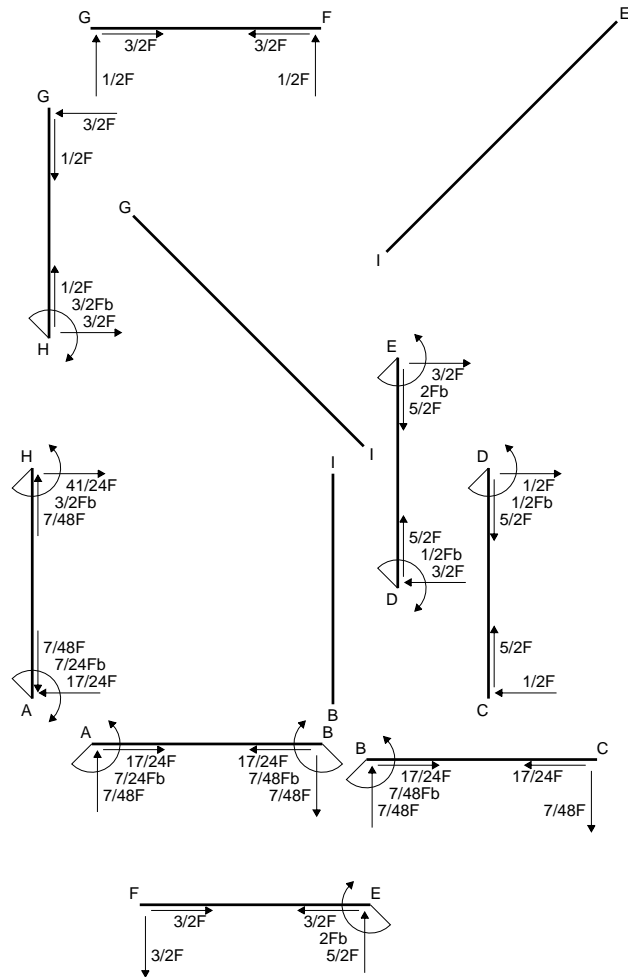 G F
3/2F 3/2F
1/2F 1/2F
E
I
G
3/2F
1/2F
1/2F
3/2Fb
3/2F
H
G
I
E
3/2F
2Fb
5/2F
5/2F
1/2Fb
3/2F
D
D
1/2F
1/2Fb
5/2F
5/2F
1/2F
C
H
41/24F
3/2Fb
7/48F
7/48F
7/24Fb
17/24F
A
I
B
A B
17/24F 17/24F
7/24Fb 7/48Fb
7/48F 7/48F
B C
17/24F 17/24F
7/48Fb
7/48F 7/48F
F E
3/2F 3/2F
2Fb
3/2F 5/2F